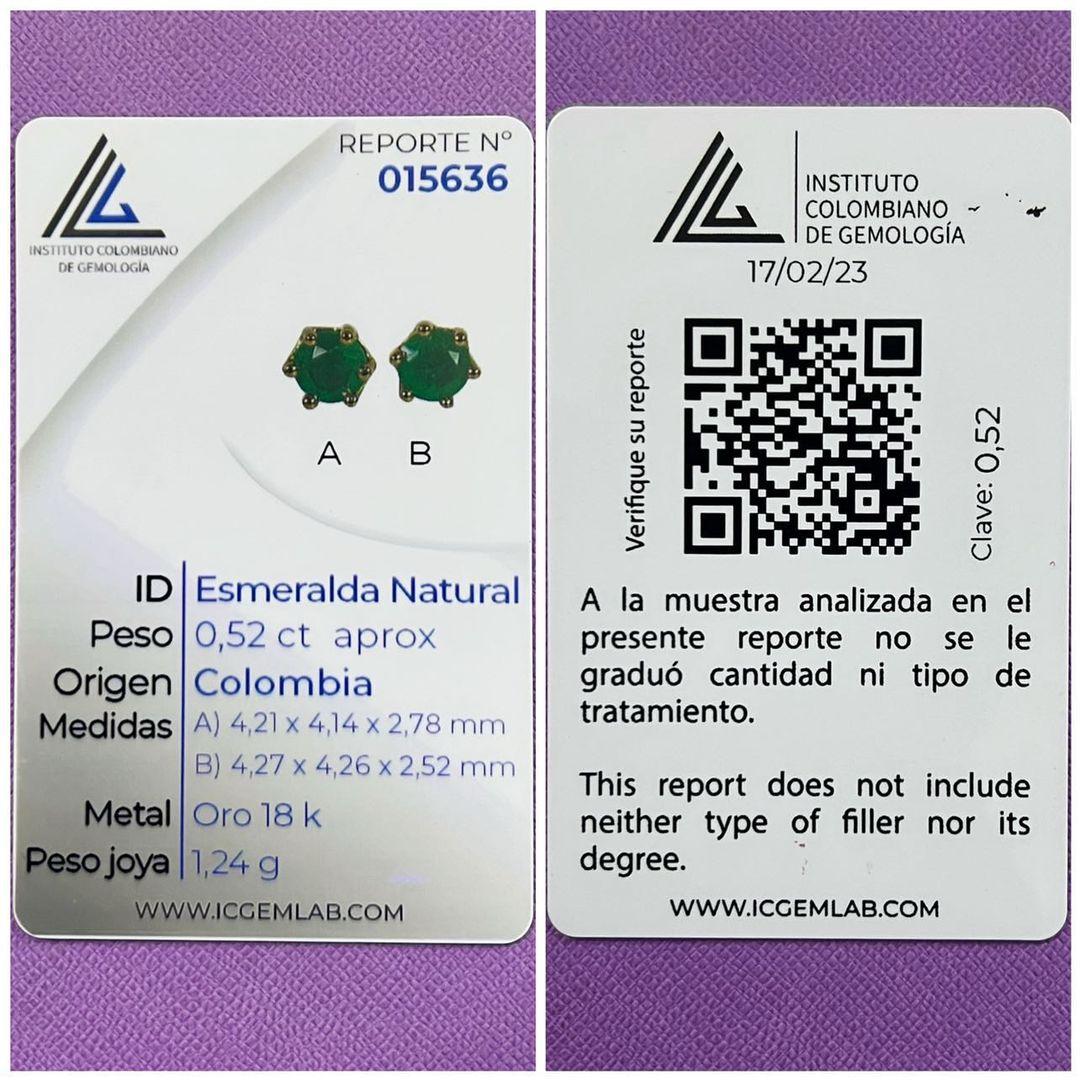 REPORTE N°
015636
INSTITUTO COLOMBIANO
DE GEMOLOGÍA
A B
ID Esmeralda Natural
Peso 0,52 ct aprox
Origen Colombia
Medidas A) 4,21 x 4,14 x 2,78 mm
B) 4,27 x 4,26 x 2,52 mm
Metal Oro 18 k
Peso joya 1,24 g
WWW.ICGEMLAB.COM
INSTITUTO
COLOMBIANO
DE GEMOLOGÍA
17/02/23
Verifique su reporte
Clave: 0,52
A la muestra analizada en el
presente reporte no se le
graduó cantidad ni tipo de
tratamiento.
This report does not include
neither type of filler nor its
degree.
WWW.ICGEMLAB.COM